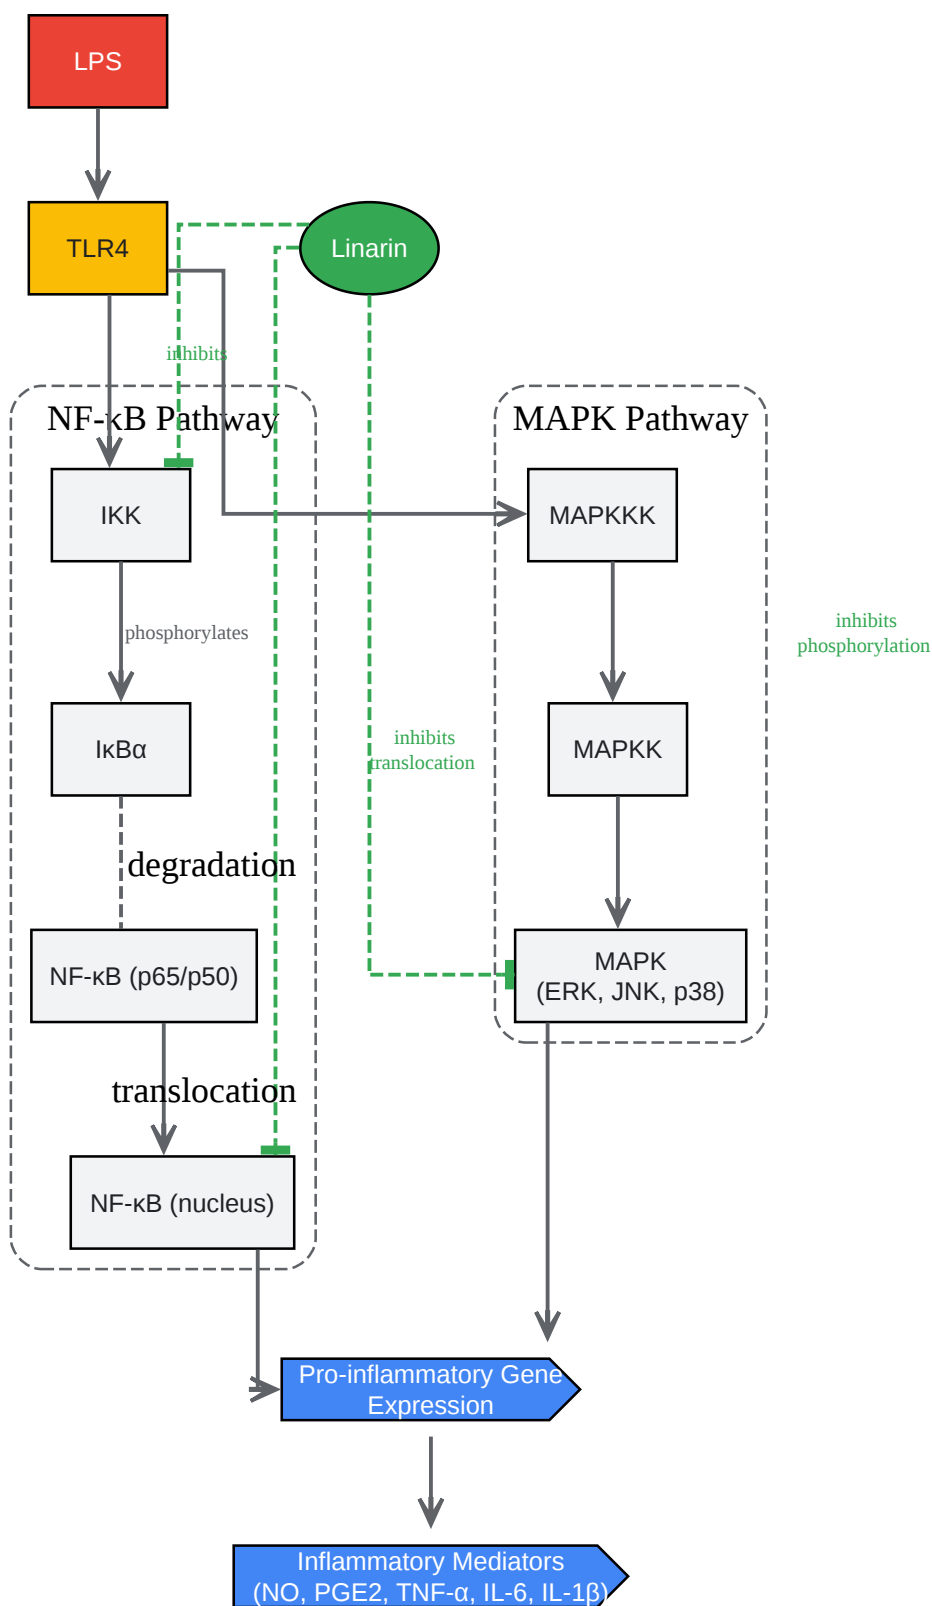 LPS
TLR4
Linarin
inhibits
NF-κB Pathway
MAPK Pathway
IKK
MAPKKK
phosphorylates
inhibits
phosphorylation
IκBα
inhibits
translocation
MAPKK
degradation
NF-κB (p65/p50)
MAPK
(ERK, JNK, p38)
translocation
NF-κB (nucleus)
Pro-inflammatory Gene
Expression
Inflammatory Mediators
(NO, PGE2, TNF-α, IL-6, IL-1β)